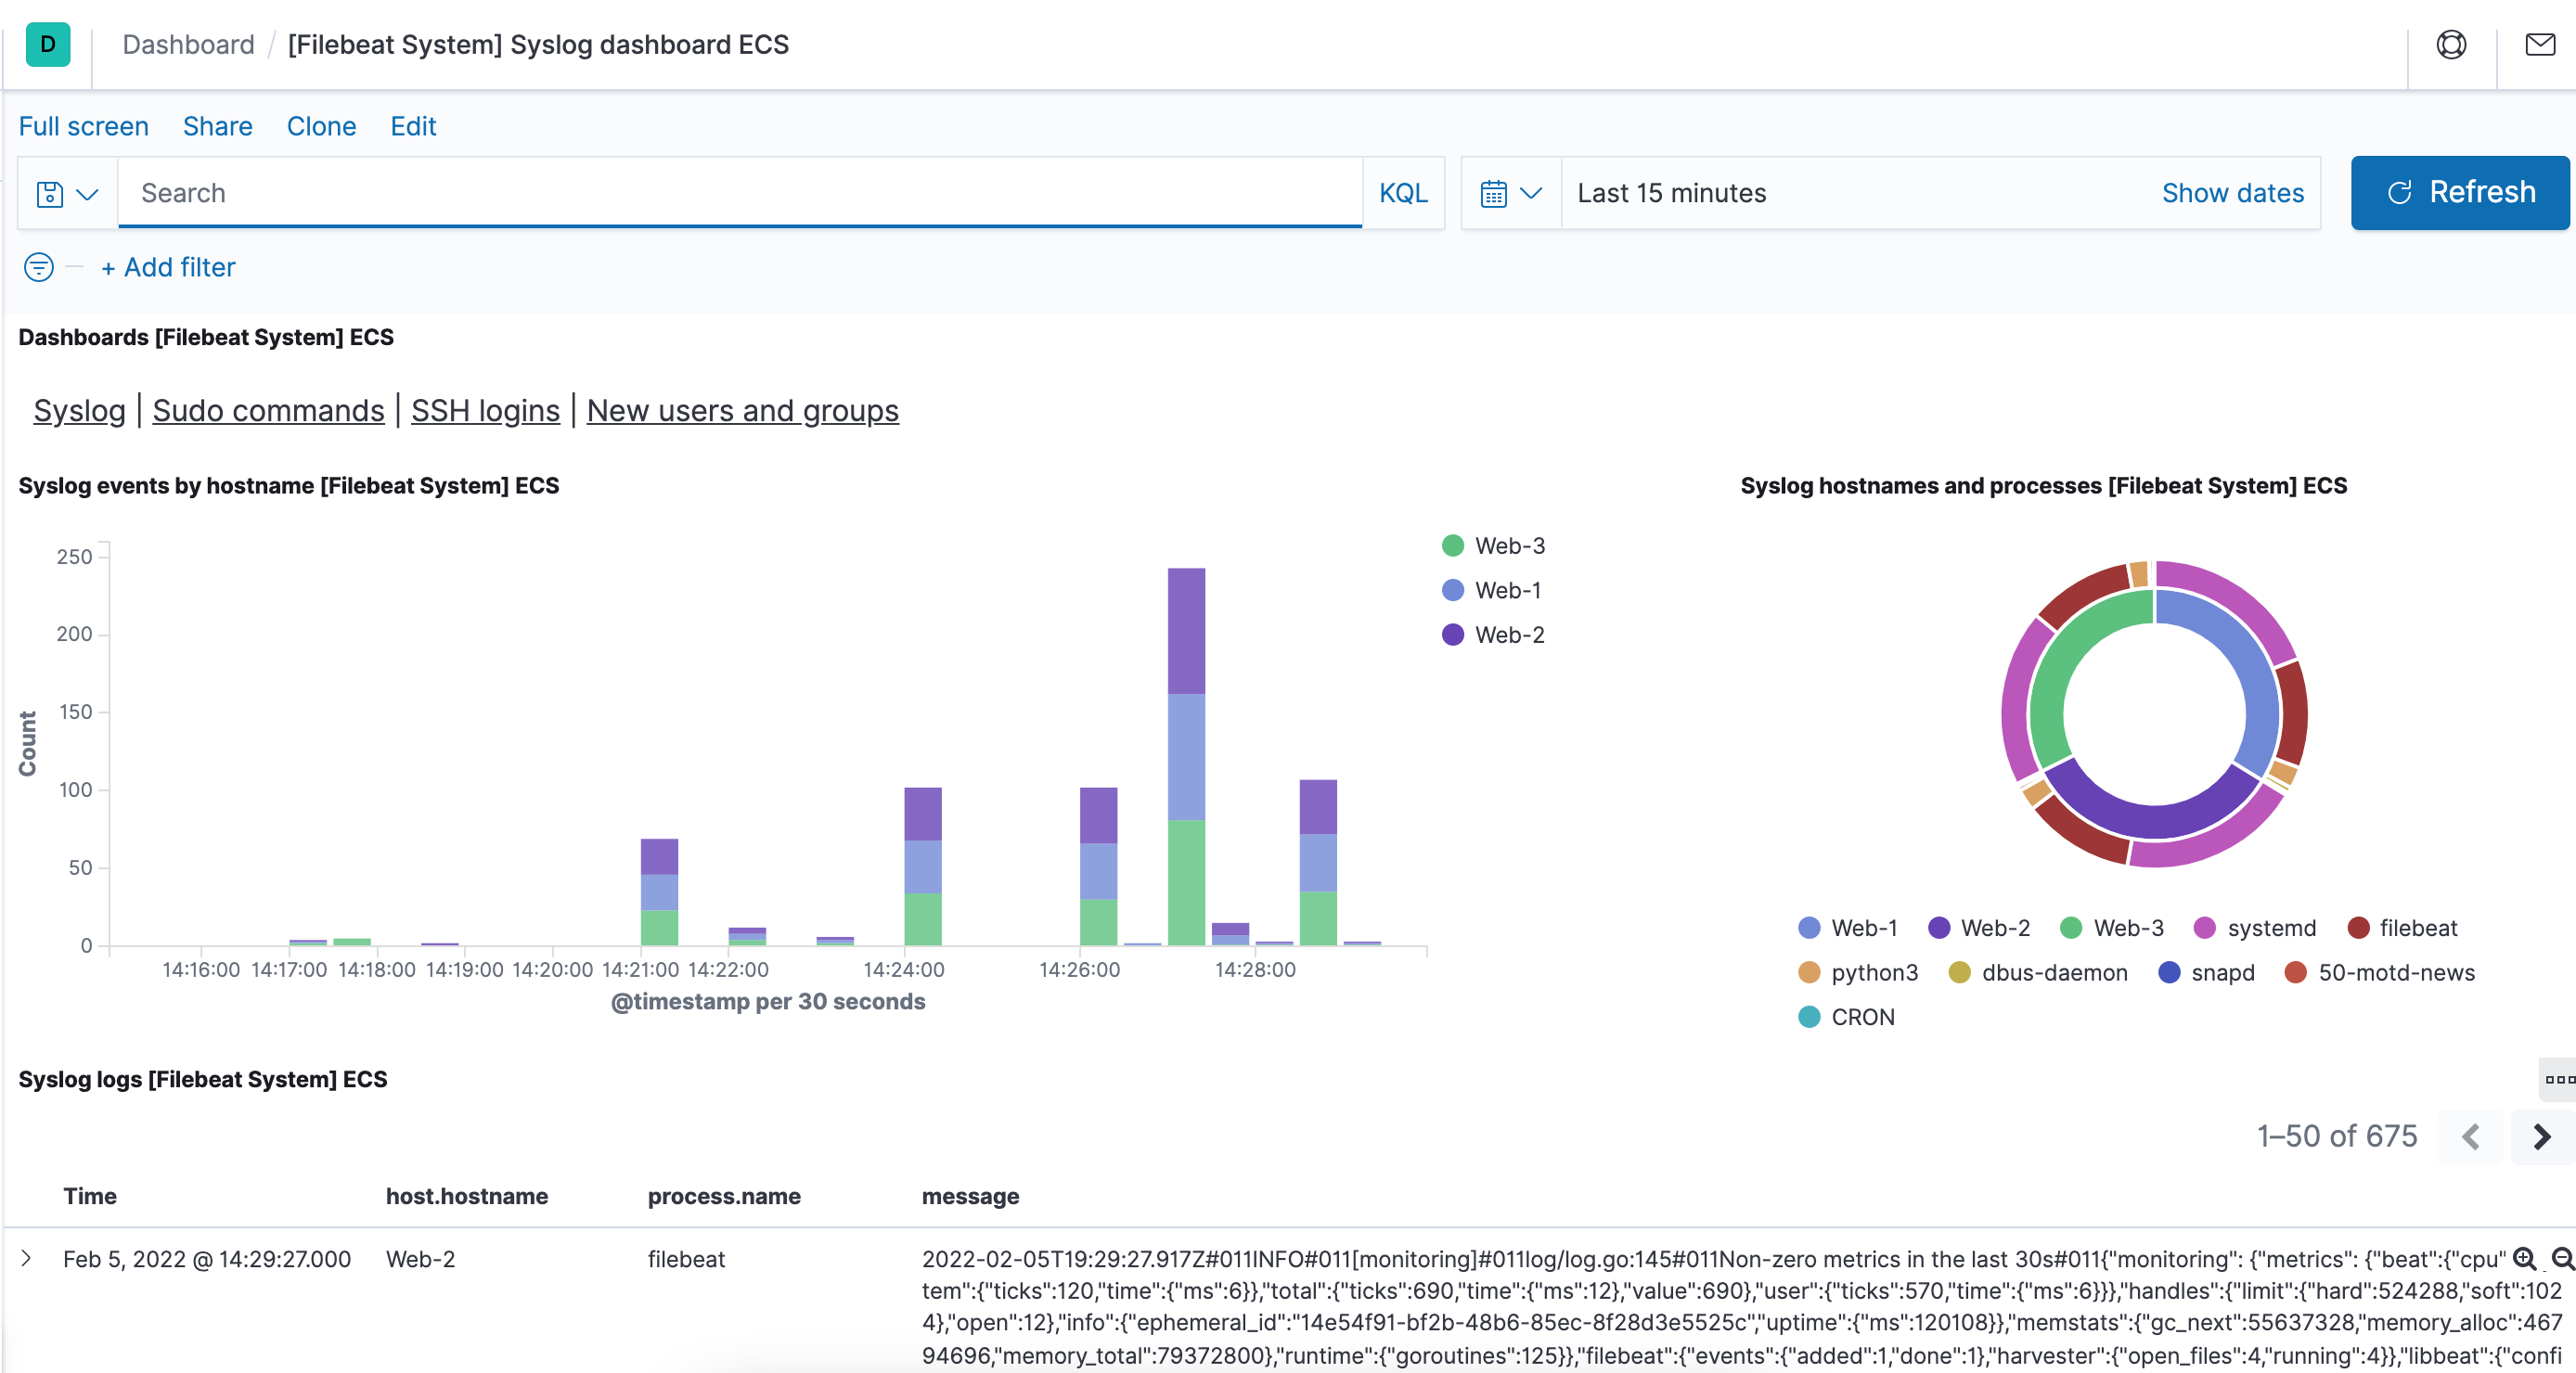 D Dashboard / [Filebeat System] Syslog dashboard ECS
Full screen Share Clone Edit
Search KQL Last 15 minutes Show dates Refresh
+ Add filter
Dashboards [Filebeat System] ECS
Syslog | Sudo commands | SSH logins | New users and groups
Syslog events by hostname [Filebeat System] ECS
250
200
150
100
50
0
Count
14:16:00 14:17:00 14:18:00 14:19:00 14:20:00 14:21:00 14:22:00 14:24:00 14:26:00 14:28:00
@timestamp per 30 seconds
Web-3
Web-1
Web-2
Syslog hostnames and processes [Filebeat System] ECS
Web-1 Web-2 Web-3 systemd filebeat
python3 dbus-daemon snapd 50-motd-news
CRON
Syslog logs [Filebeat System] ECS
1–50 of 675
Time host.hostname process.name message
Feb 5, 2022 @ 14:29:27.000 Web-2 filebeat 2022-02-05T19:29:27.917Z#011INFO#011[monitoring]#011log/log.go:145#011Non-zero metrics in the last 30s#011{"monitoring": {"metrics": {"beat":{"cpu"
tem":{"ticks":120,"time":{"ms":6}},"total":{"ticks":690,"time":{"ms":12},"value":690},"user":{"ticks":570,"time":{"ms":6}}},"handles":{"limit":{"hard":524288,"soft":102
4},"open":12},"info":{"ephemeral_id":"14e54f91-bf2b-48b6-85ec-8f28d3e5525c","uptime":{"ms":120108}},"memstats":{"gc_next":55637328,"memory_alloc":467
94696,"memory_total":79372800},"runtime":{"goroutines":125}},"filebeat":{"events":{"added":1,"done":1},"harvester":{"open_files":4,"running":4}},"libbeat":{"confi